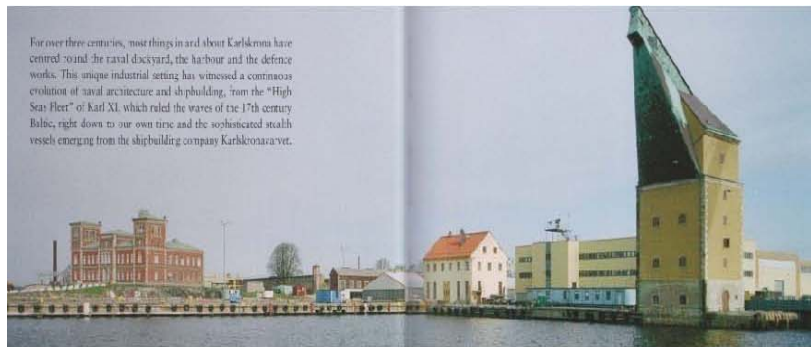 For over three centuries, most things in and about Karlskrona have
centred round the naval dockyard, the harbour and the defence
works. This unique industrial setting has witnessed a continuous
evolution of naval architecture and shipbuilding, from the “High
Seas Fleet” of Karl XI, which ruled the waves of the 17th century
Baltic, right down to our own time and the sophisticated stealth
vessels emerging from the shipbuilding company Karlskronavarvet.